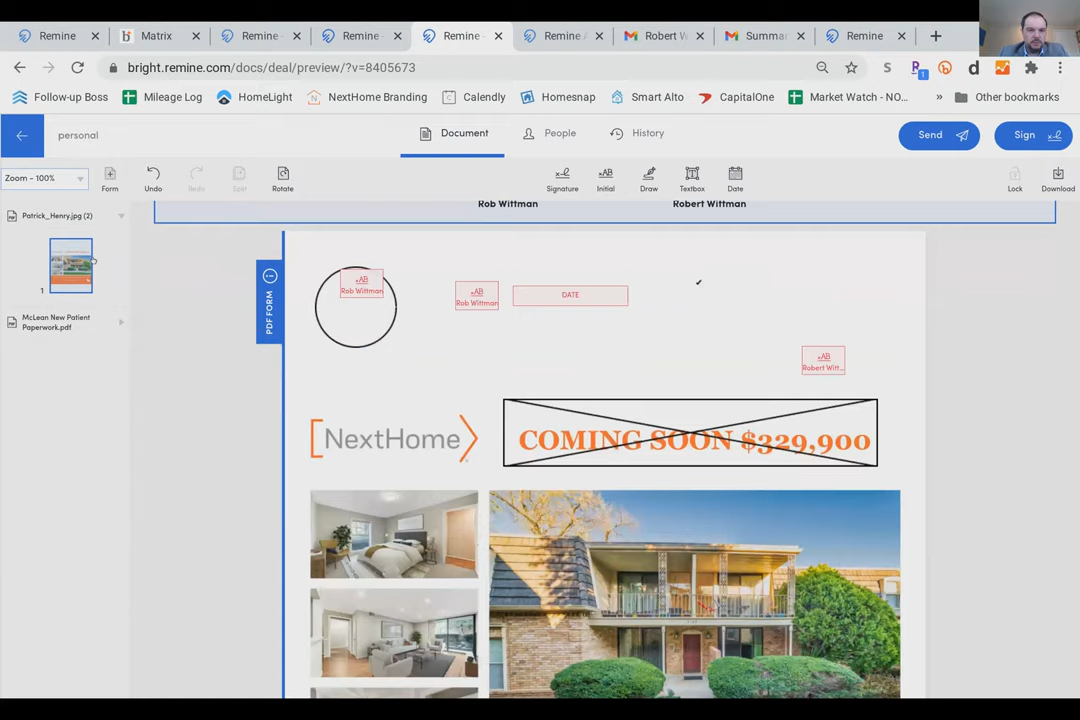 Remine
Matrix
Remine -
Remine -
Remine -
Remine
Robert W
Summar
Remine
bright.remine.com/docs/deal/preview/?v=8405673
Follow-up Boss
Mileage Log
HomeLight
NextHome Branding
Calendly
Homesnap
Smart Alto
CapitalOne
Market Watch - NO...
Other bookmarks
personal
Document
People
History
Send
Sign
Zoom - 100%
Form
Undo
Redo
Split
Rotate
Signature
Initial
Draw
Textbox
Date
Lock
Download
Rob Wittman
Robert Wittman
Patrick_Henry.jpg (2)
1
McLean New Patient
Paperwork.pdf
PDF FORM
AB
Rob Wittman
AB
Rob Wittman
DATE
AB
Robert Witt...
NextHome
COMING SOON $329,900